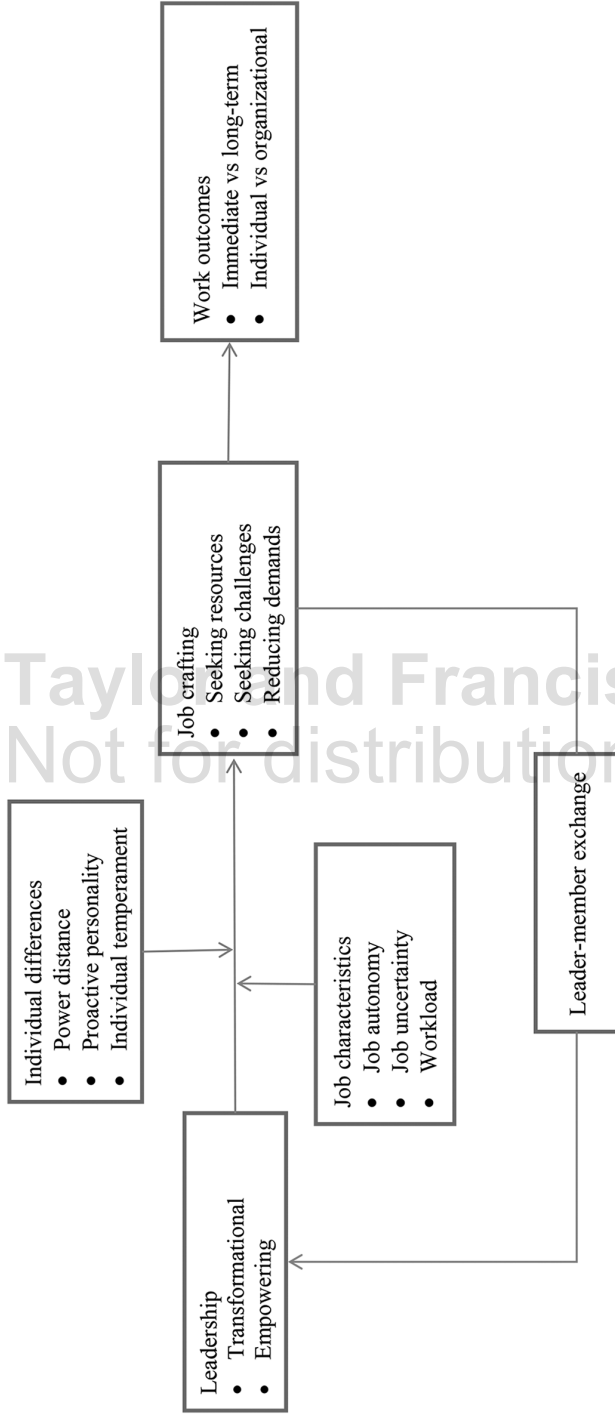 Individual differences
• Power distance
• Proactive personality
• Individual temperament
Leadership
• Transformational
• Empowering
Job characteristics
• Job autonomy
• Job uncertainty
• Workload
Job crafting
• Seeking resources
• Seeking challenges
• Reducing demands
Work outcomes
• Immediate vs long-term
• Individual vs organizational
Leader-member exchange
Taylor and Francis
Not for distribution